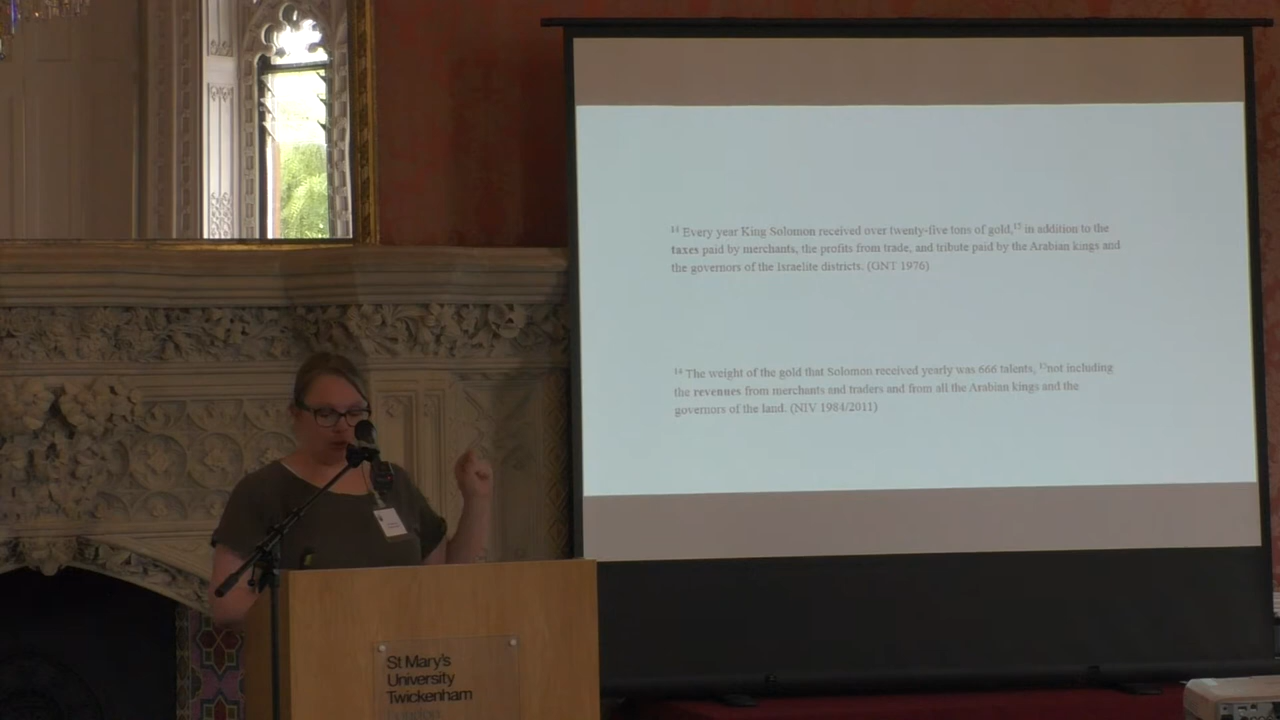 ¹⁴ Every year King Solomon received over twenty-five tons of gold,¹⁵ in addition to the
taxes paid by merchants, the profits from trade, and tribute paid by the Arabian kings and
the governors of the Israelite districts. (GNT 1976)
¹⁴ The weight of the gold that Solomon received yearly was 666 talents, ¹⁵not including
the revenues from merchants and traders and from all the Arabian kings and the
governors of the land. (NIV 1984/2011)
St Mary's
University
Twickenham
London